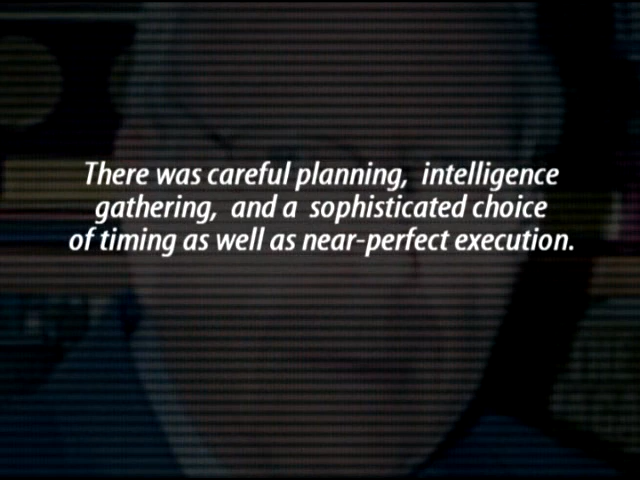 There was careful planning, intelligence
gathering, and a sophisticated choice
of timing as well as near-perfect execution.